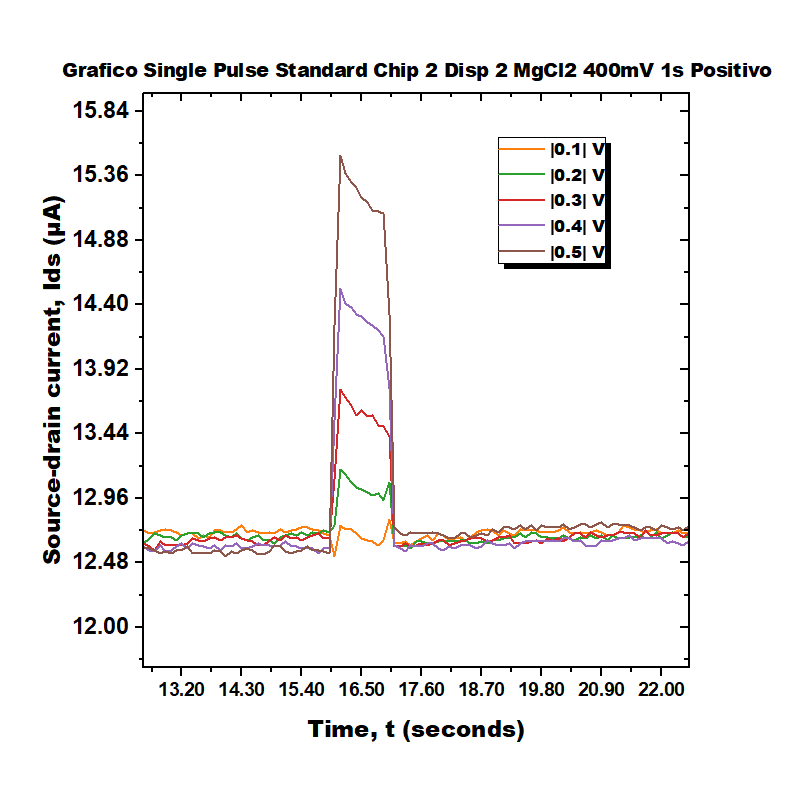 Grafico Single Pulse Standard Chip 2 Disp 2 MgCl2 400mV 1s Positivo
15.84
15.36
14.88
14.40
13.92
13.44
12.96
12.48
12.00
Source-drain current, Ids (µA)
|0.1| V
|0.2| V
|0.3| V
|0.4| V
|0.5| V
13.20 14.30 15.40 16.50 17.60 18.70 19.80 20.90 22.00
Time, t (seconds)